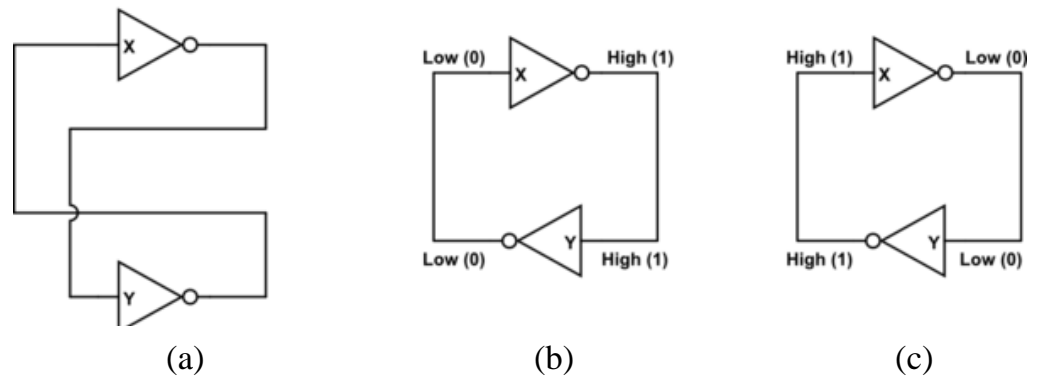 X
Y
(a)
Low (0)
High (1)
X
Y
Low (0)
High (1)
(b)
High (1)
Low (0)
X
Y
High (1)
Low (0)
(c)